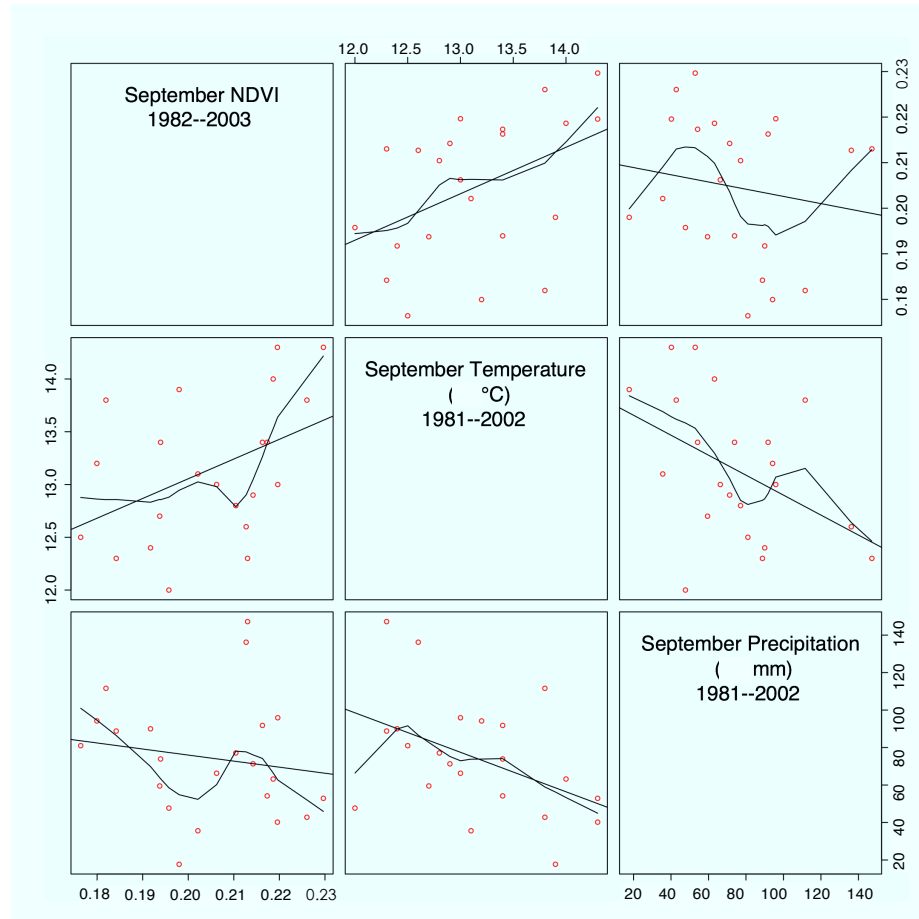 12.0 12.5 13.0 13.5 14.0
September NDVI
1982--2003
0.18 0.19 0.20 0.21 0.22 0.23
September Temperature
( °C)
1981--2002
12.0 12.5 13.0 13.5 14.0
September Precipitation
( mm)
1981--2002
20 40 60 80 100 120 140
0.18 0.19 0.20 0.21 0.22 0.23
20 40 60 80 100 120 140